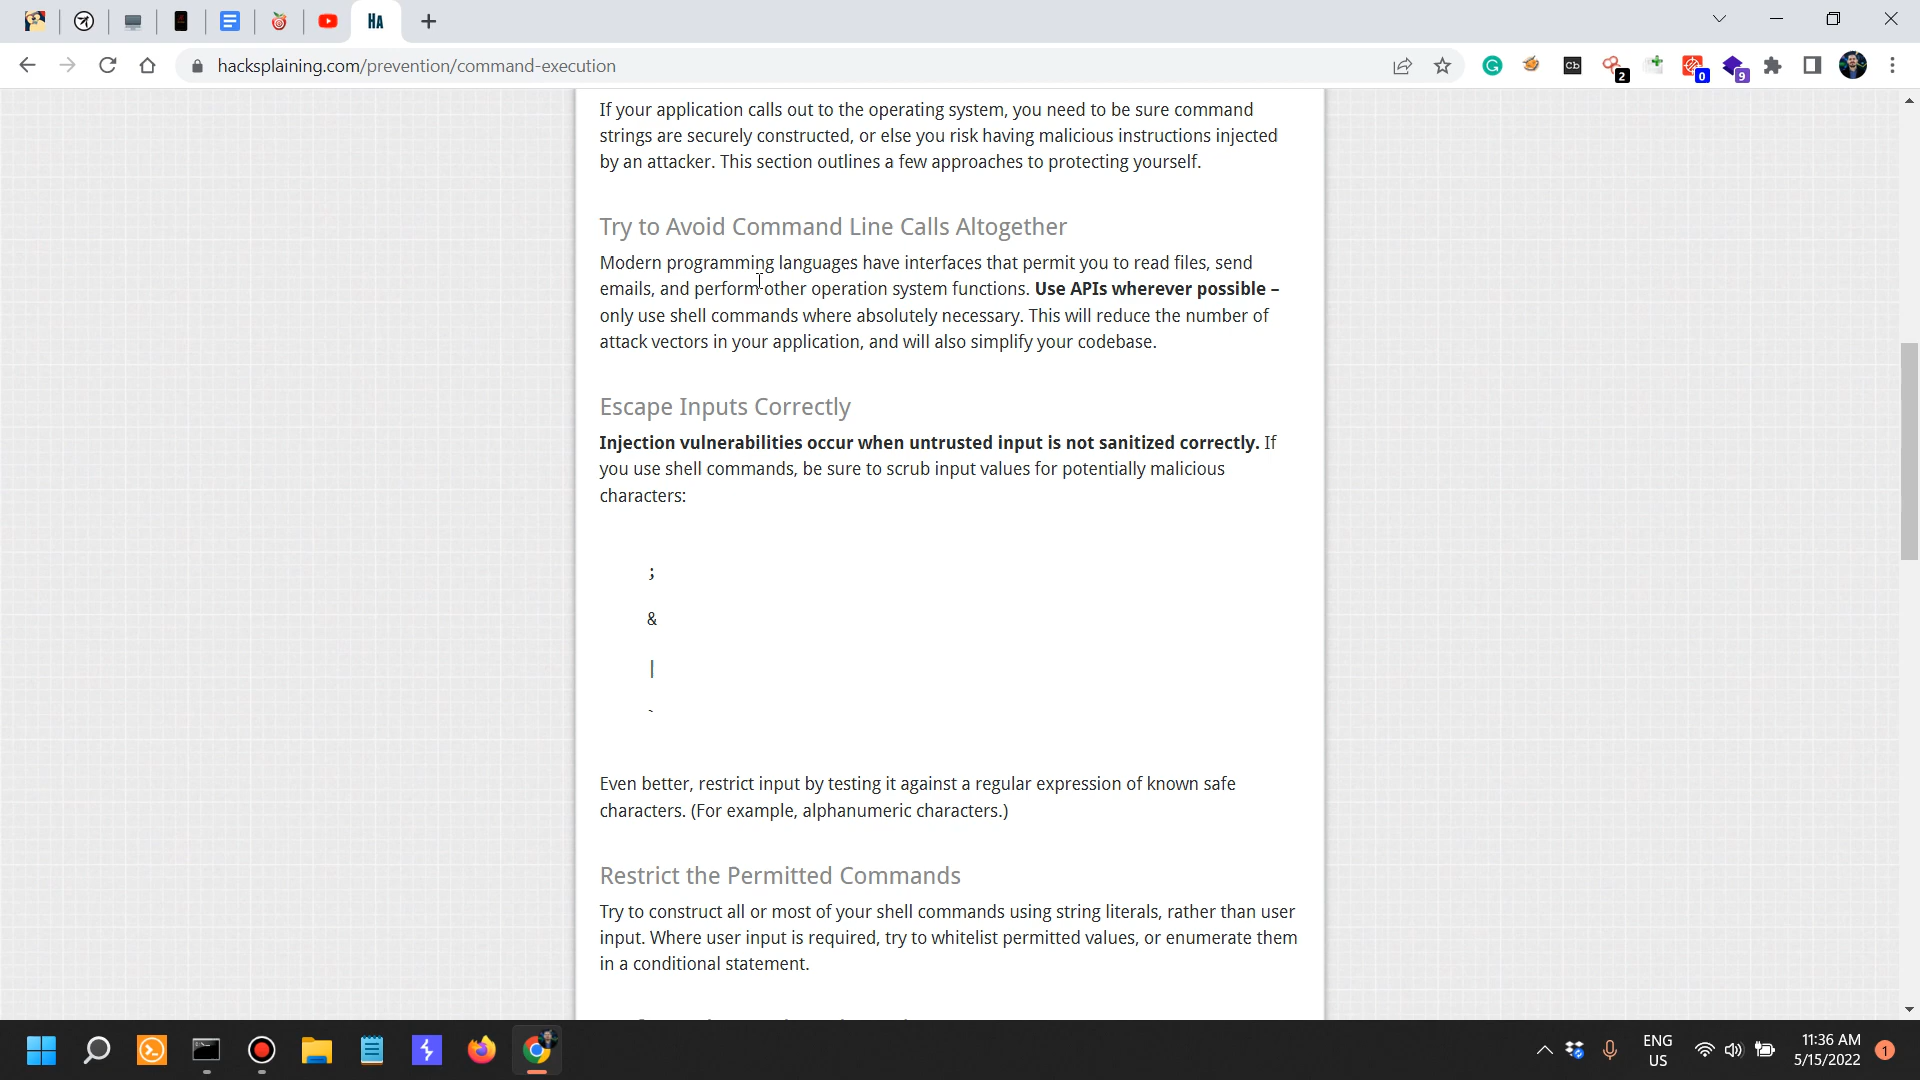 HA
hacksplaining.com/prevention/command-execution
Cb
2
0
9
If your application calls out to the operating system, you need to be sure command
strings are securely constructed, or else you risk having malicious instructions injected
by an attacker. This section outlines a few approaches to protecting yourself.
Try to Avoid Command Line Calls Altogether
Modern programming languages have interfaces that permit you to read files, send
emails, and perform other operation system functions. Use APIs wherever possible –
only use shell commands where absolutely necessary. This will reduce the number of
attack vectors in your application, and will also simplify your codebase.
Escape Inputs Correctly
Injection vulnerabilities occur when untrusted input is not sanitized correctly. If
you use shell commands, be sure to scrub input values for potentially malicious
characters:
;
&
|
`
Even better, restrict input by testing it against a regular expression of known safe
characters. (For example, alphanumeric characters.)
Restrict the Permitted Commands
Try to construct all or most of your shell commands using string literals, rather than user
input. Where user input is required, try to whitelist permitted values, or enumerate them
in a conditional statement.
ENG
US
11:36 AM
5/15/2022
1